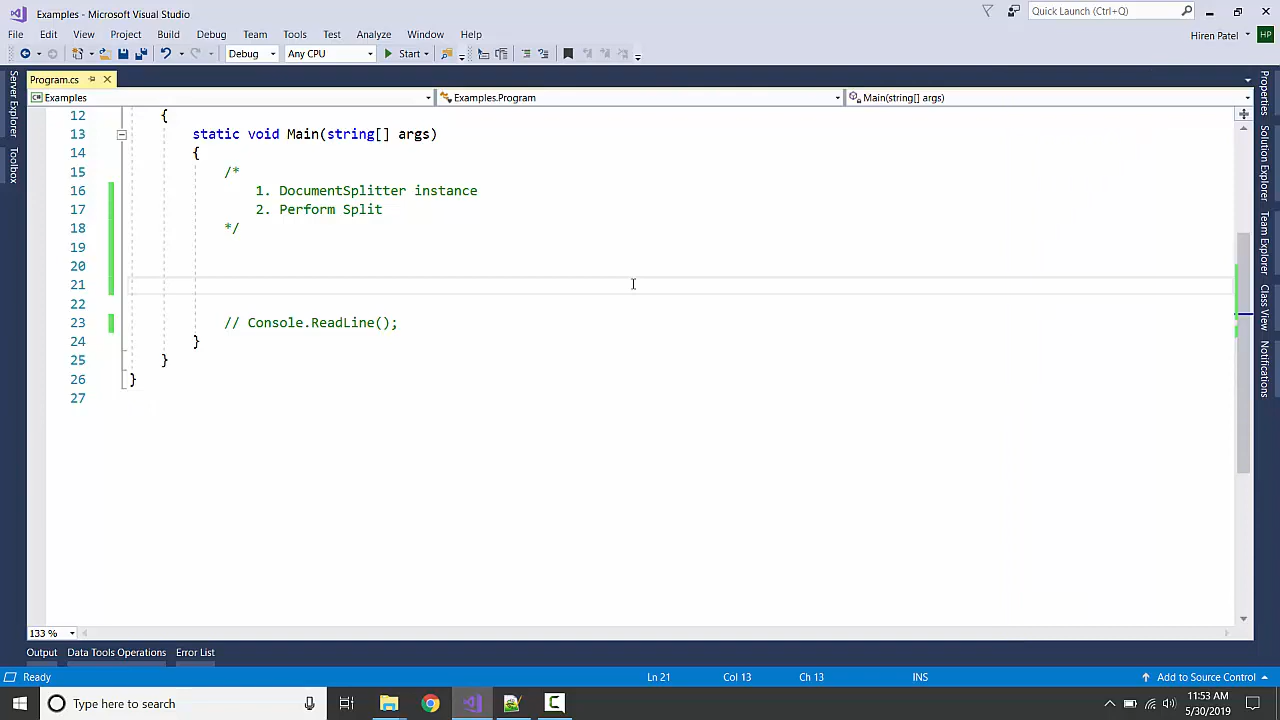 Examples - Microsoft Visual Studio
Quick Launch (Ctrl+Q)
File Edit View Project Build Debug Team Tools Test Analyze Window Help
Hiren Patel HP
Debug Any CPU Start
Program.cs
Examples Examples.Program Main(string[] args)
12 {
13 static void Main(string[] args)
14 {
15 /*
16 1. DocumentSplitter instance
17 2. Perform Split
18 */
19
20
21
22
23 // Console.ReadLine();
24 }
25 }
26 }
27
Server Explorer
Toolbox
Properties
Solution Explorer
Team Explorer
Class View
Notifications
133 %
Output Data Tools Operations Error List
Ready Ln 21 Col 13 Ch 13 INS Add to Source Control
Type here to search
11:53 AM
5/30/2019